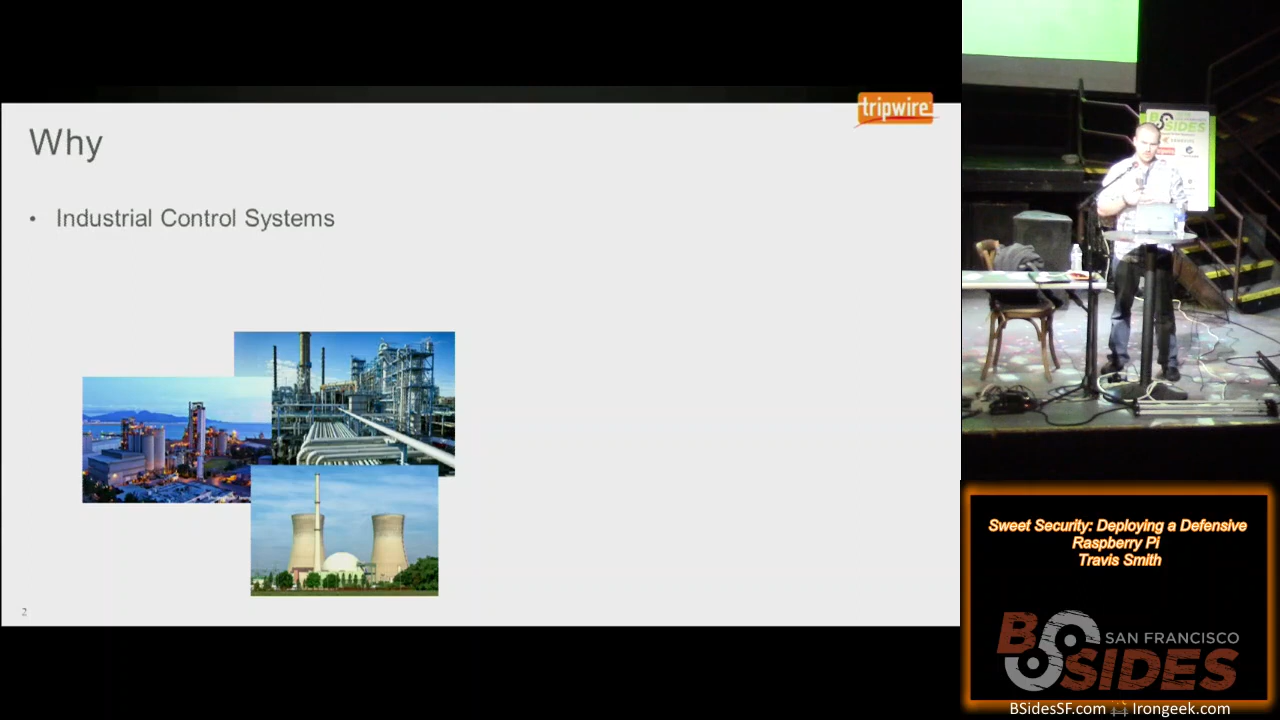 tripwire
Why
• Industrial Control Systems
2
BSIDES
Sweet Security: Deploying a Defensive
Raspberry Pi
Travis Smith
BSIDES
SAN FRANCISCO
BSidesSF.com Irongeek.com